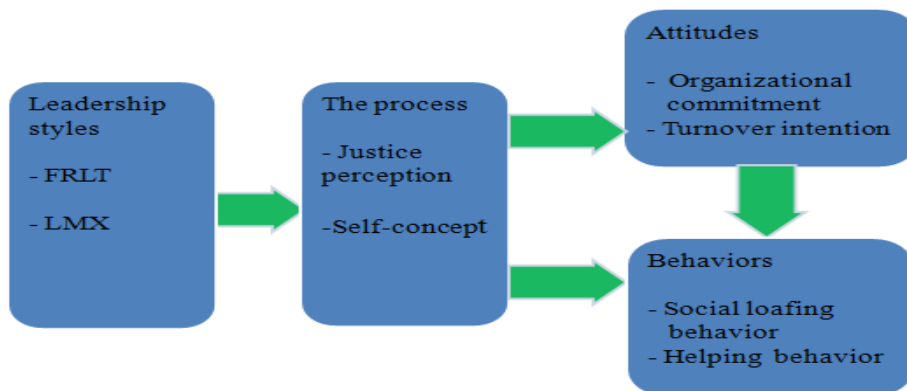 Leadership
styles
- FRLT
- LMX
The process
- Justice
perception
-Self-concept
Attitudes
- Organizational
commitment
- Turnover intention
Behaviors
- Social loafing
behavior
- Helping behavior